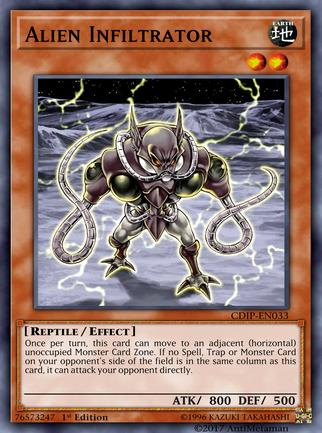 ALIEN INFILTRATOR
EARTH
地
CDIP-EN033
[REPTILE / EFFECT]
Once per turn, this card can move to an adjacent (horizontal)
unoccupied Monster Card Zone. If no Spell, Trap or Monster Card
on your opponent's side of the field is in the same column as this
card, it can attack your opponent directly.
ATK/ 800 DEF/ 500
76573247 1st Edition ©1996 KAZUKI TAKAHASHI
©2017 AntiMetaman